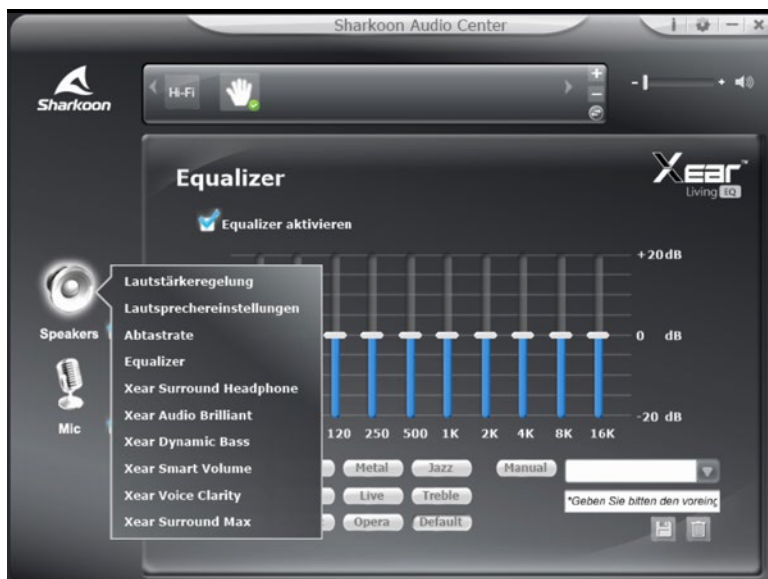 Sharkoon Audio Center
i
Sharkoon
Hi-Fi
Equalizer
Xear™
Living EQ
Equalizer aktivieren
+20dB
0 dB
-20 dB
Speakers
Mic
Lautstärkeregelung
Lautsprechereinstellungen
Abtastrate
Equalizer
Xear Surround Headphone
Xear Audio Brilliant
Xear Dynamic Bass
Xear Smart Volume
Xear Voice Clarity
Xear Surround Max
120 250 500 1K 2K 4K 8K 16K
Metal Jazz Manual
Live Treble
*Geben Sie bitten den voreing
Opera Default